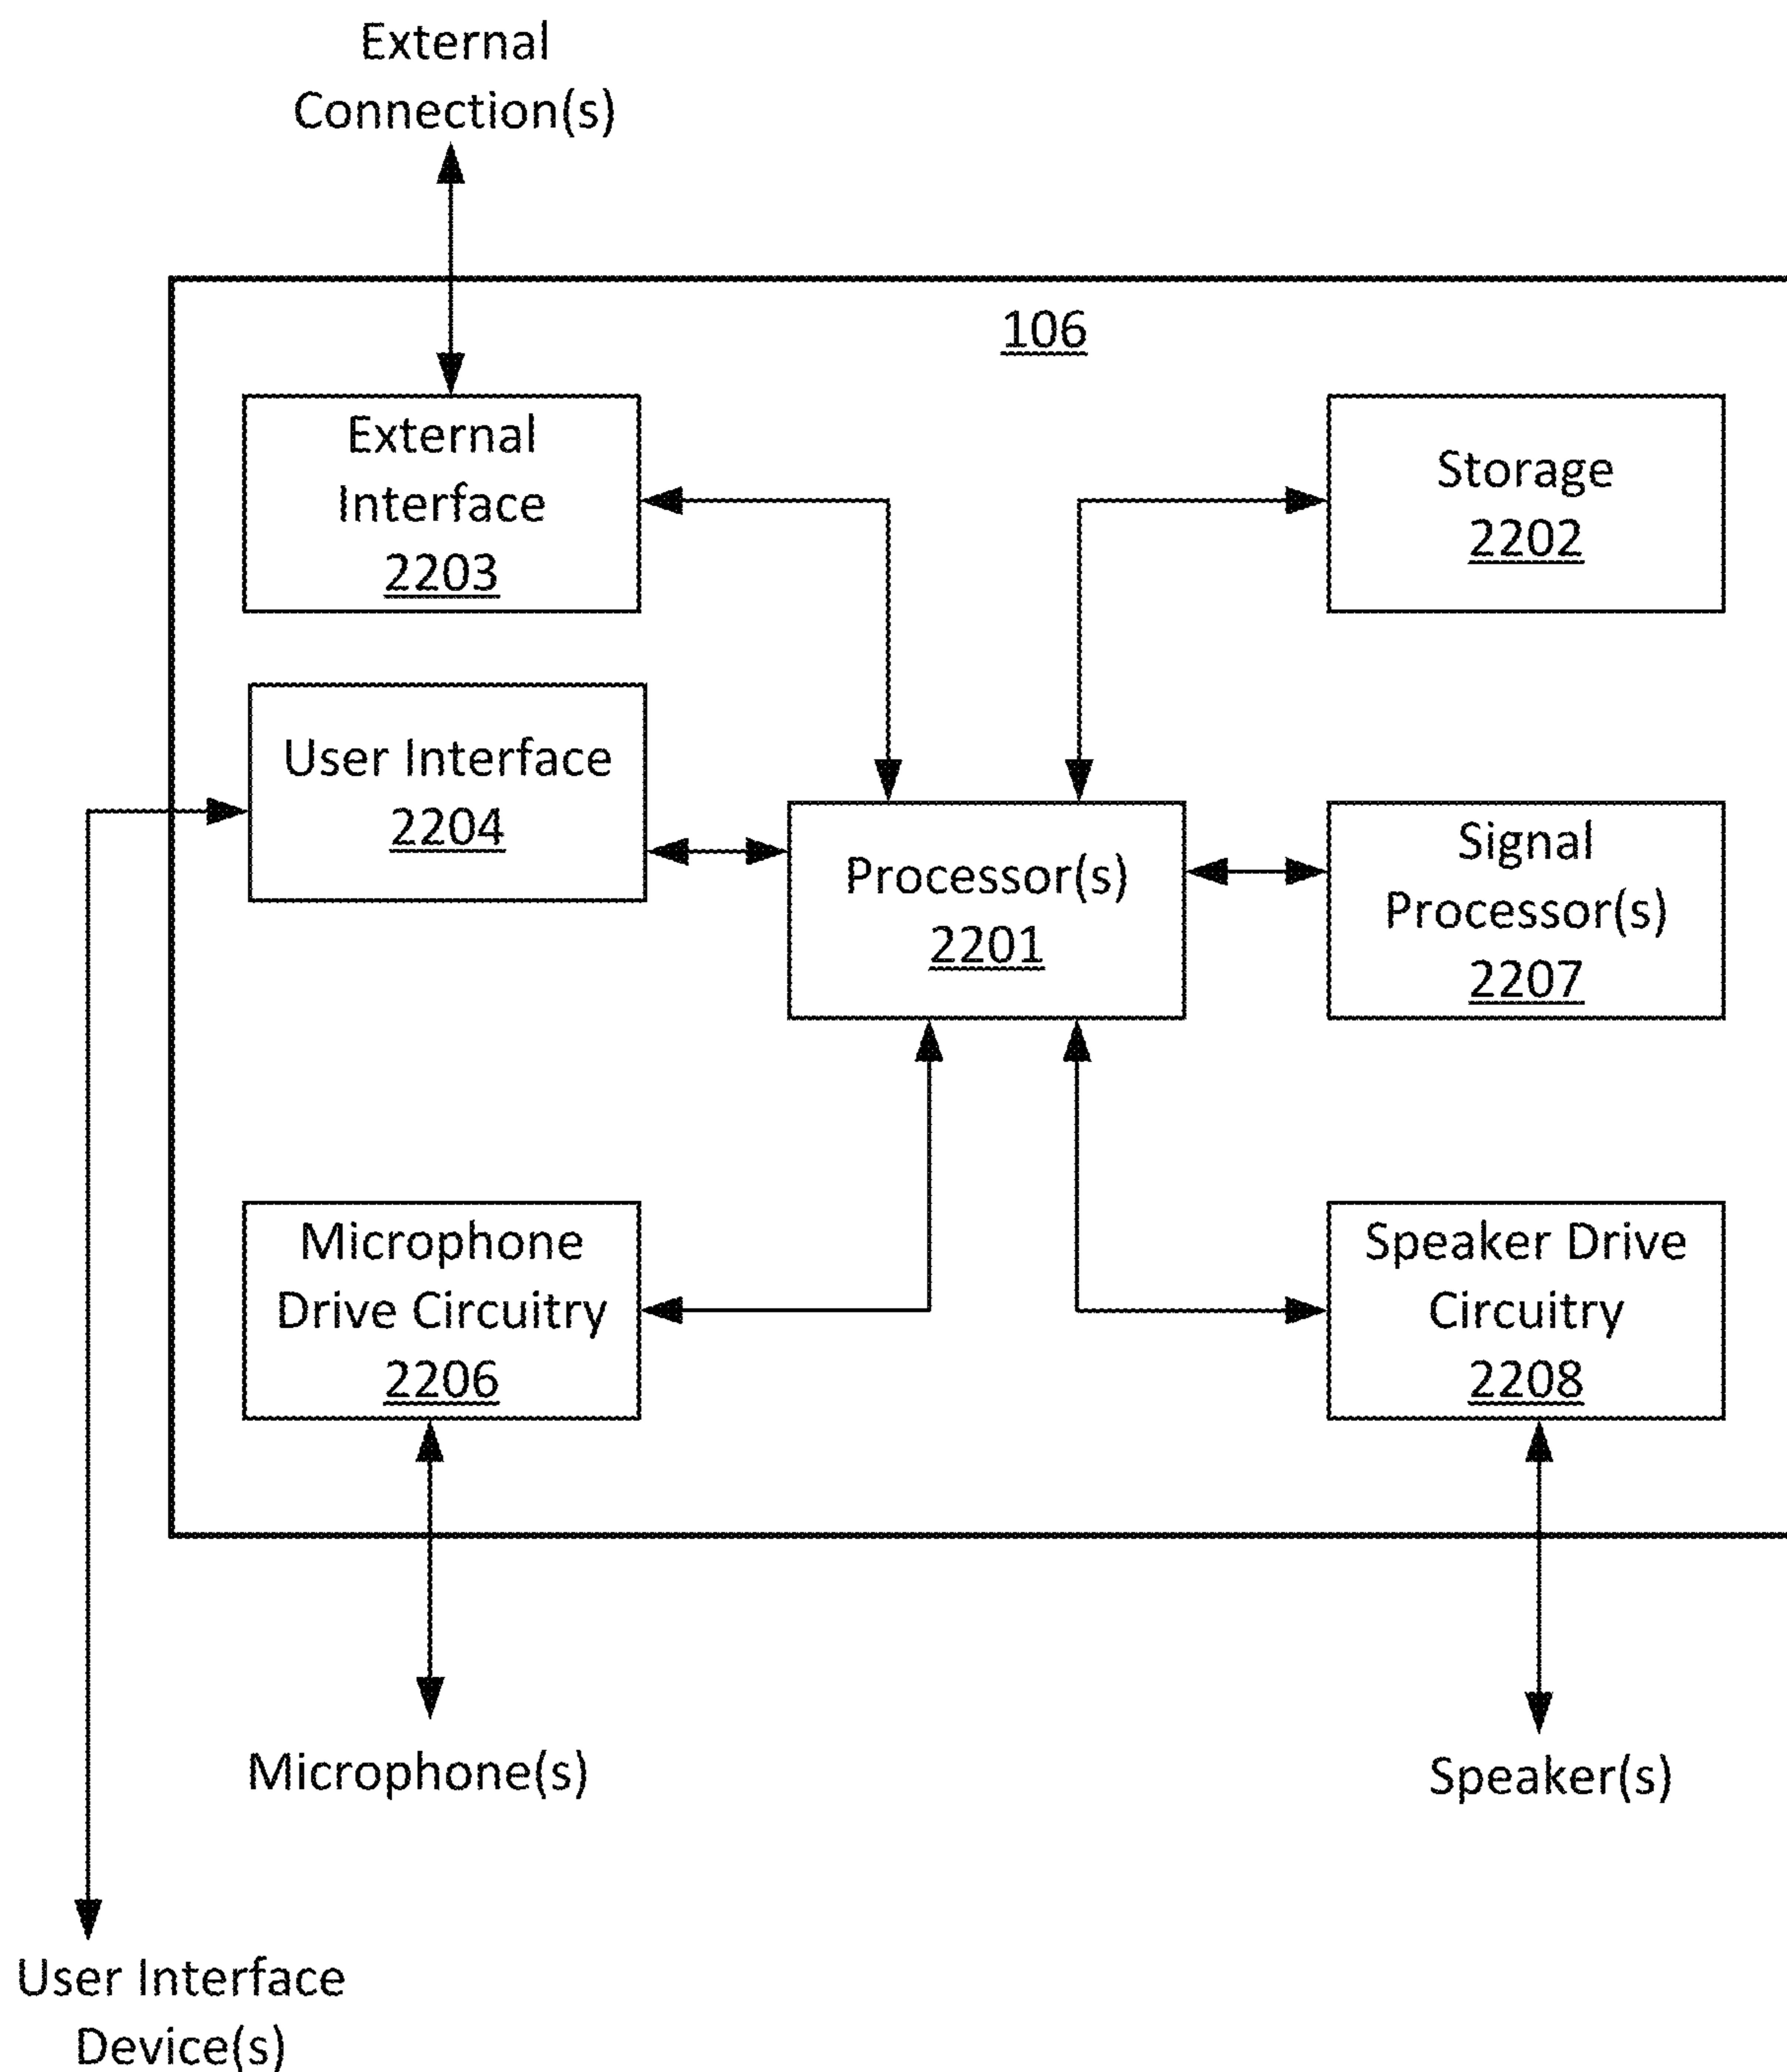 External
Connection(s)
106
External
Interface
2203
Storage
2202
User Interface
2204
Processor(s)
2201
Signal
Processor(s)
2207
Microphone
Drive Circuitry
2206
Speaker Drive
Circuitry
2208
Microphone(s)
Speaker(s)
User Interface
Device(s)